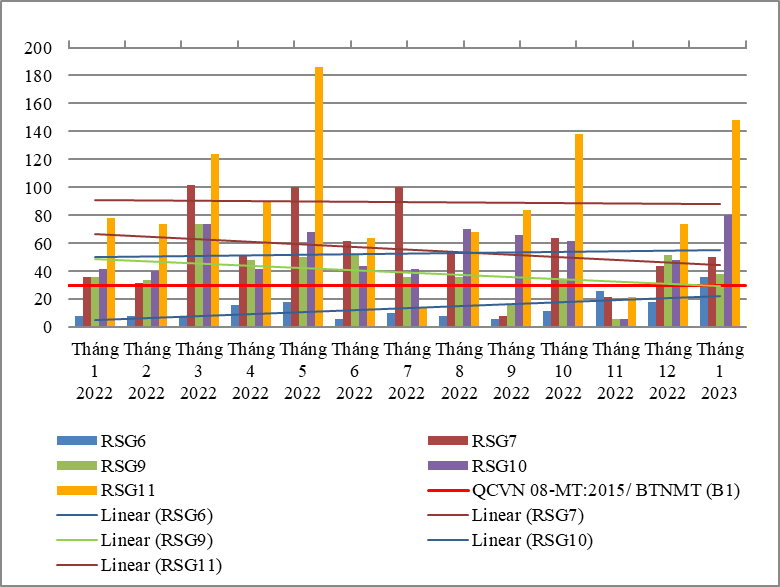 200
180
160
140
120
100
80
60
40
20
0
Tháng Tháng Tháng Tháng Tháng Tháng Tháng Tháng Tháng Tháng Tháng Tháng Tháng
1 2 3 4 5 6 7 8 9 10 11 12 1
2022 2022 2022 2022 2022 2022 2022 2022 2022 2022 2022 2022 2023
RSG6 RSG7
RSG9 RSG10
RSG11 QCVN 08-MT:2015/ BTNMT (B1)
Linear (RSG6) Linear (RSG7)
Linear (RSG9) Linear (RSG10)
Linear (RSG11)